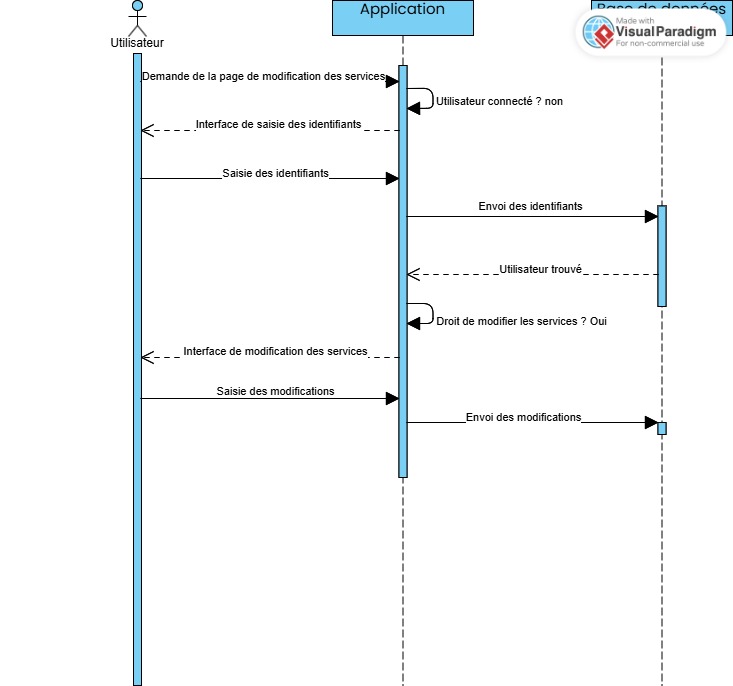 Application
Base de données
Made with
VisualParadigm
For non-commercial use
Utilisateur
Demande de la page de modification des services
Utilisateur connecté ? non
Interface de saisie des identifiants
Saisie des identifiants
Envoi des identifiants
Utilisateur trouvé
Droit de modifier les services ? Oui
Interface de modification des services
Saisie des modifications
Envoi des modifications